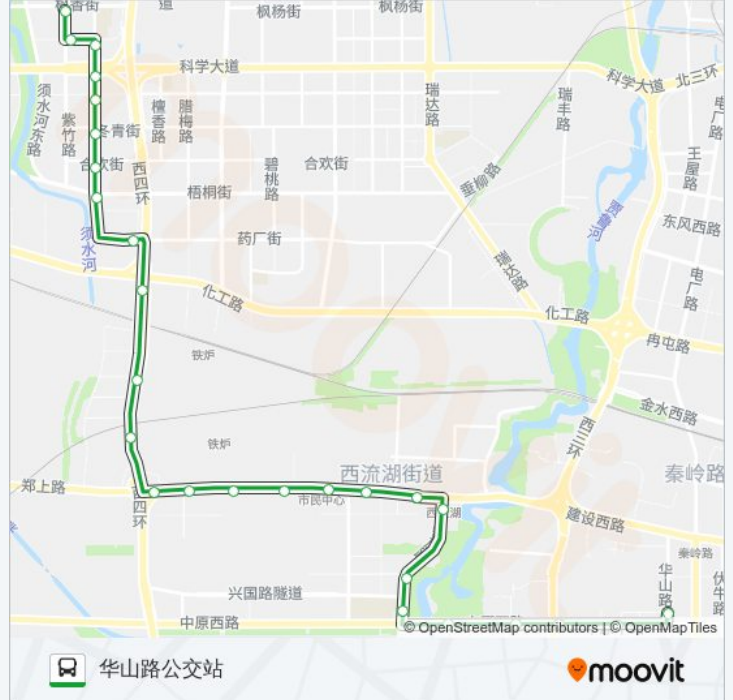 枫香街
道
枫杨街
枫杨街
科学大道
科学大道
北三环
须水河东路
紫竹路
檀香路
腊梅路
瑞达路
瑞丰路
电厂路
冬青街
合欢街
西四环
碧桃路
合欢街
垂柳路
王屋路
梧桐街
贾鲁河
须水河
药厂街
东风西路
瑞达路
电厂路
化工路
化工路
冉屯路
铁炉
金水西路
西三环
铁炉
西流湖街道
秦岭路
郑上路
西四环
市民中心
建设西路
秦岭路
华山路
伏牛路
兴国路隧道
中原西路
© OpenStreetMap contributors | © OpenMapTiles
华山路公交站
moovit